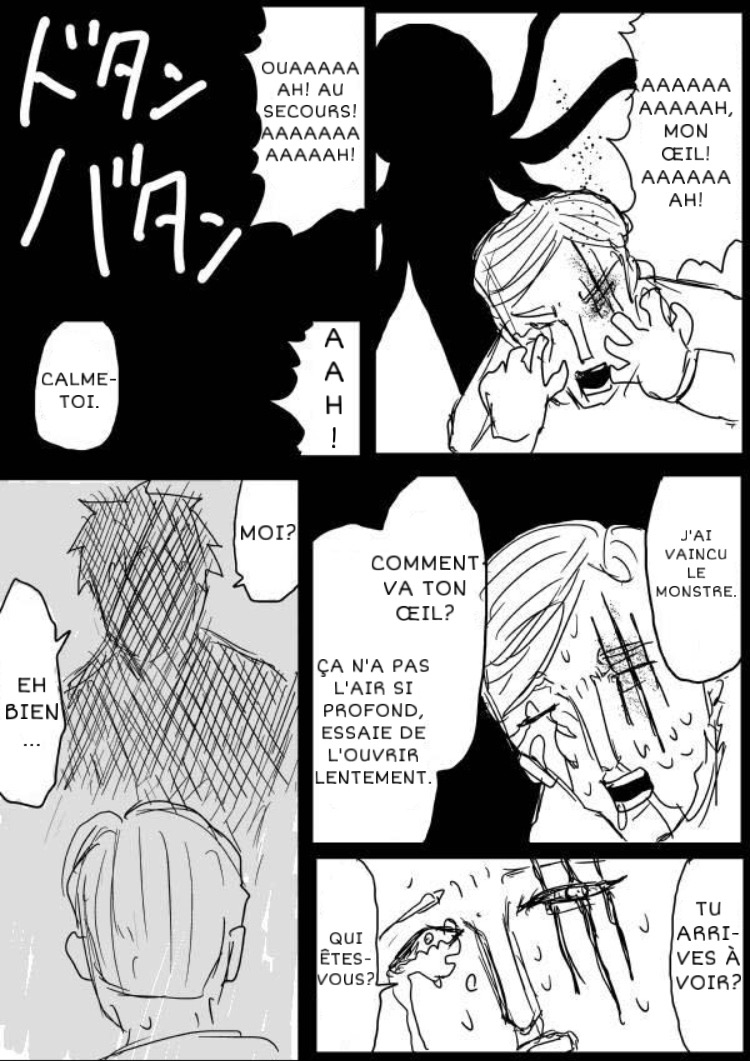 AAAAAA
AAAAAH,
MON
ŒIL!
AAAAAA
AH!
OUAAAAA
AH! AU
SECOURS!
AAAAAAA
AAAAAH!
ドタン
バタン
A
A
H
!
CALME-
TOI.
J'AI
VAINCU
LE
MONSTRE.
COMMENT
VA TON
ŒIL?
ÇA N'A PAS
L'AIR SI
PROFOND,
ESSAIE DE
L'OUVRIR
LENTEMENT.
TU
ARRI-
VES À
VOIR?
QUI
ÊTES-
VOUS?
MOI?
EH
BIEN
...